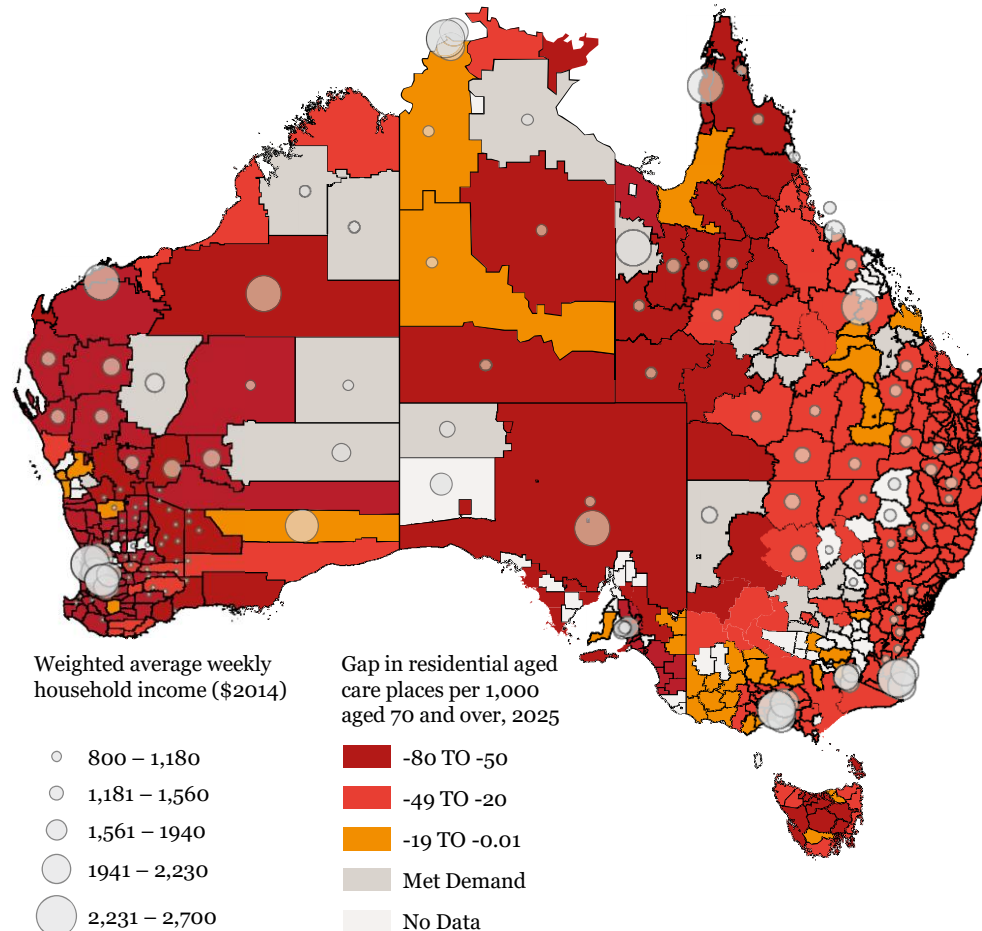 Weighted average weekly
household income ($2014)
800 – 1,180
1,181 – 1,560
1,561 – 1940
1941 – 2,230
2,231 – 2,700
Gap in residential aged
care places per 1,000
aged 70 and over, 2025
-80 TO -50
-49 TO -20
-19 TO -0.01
Met Demand
No Data